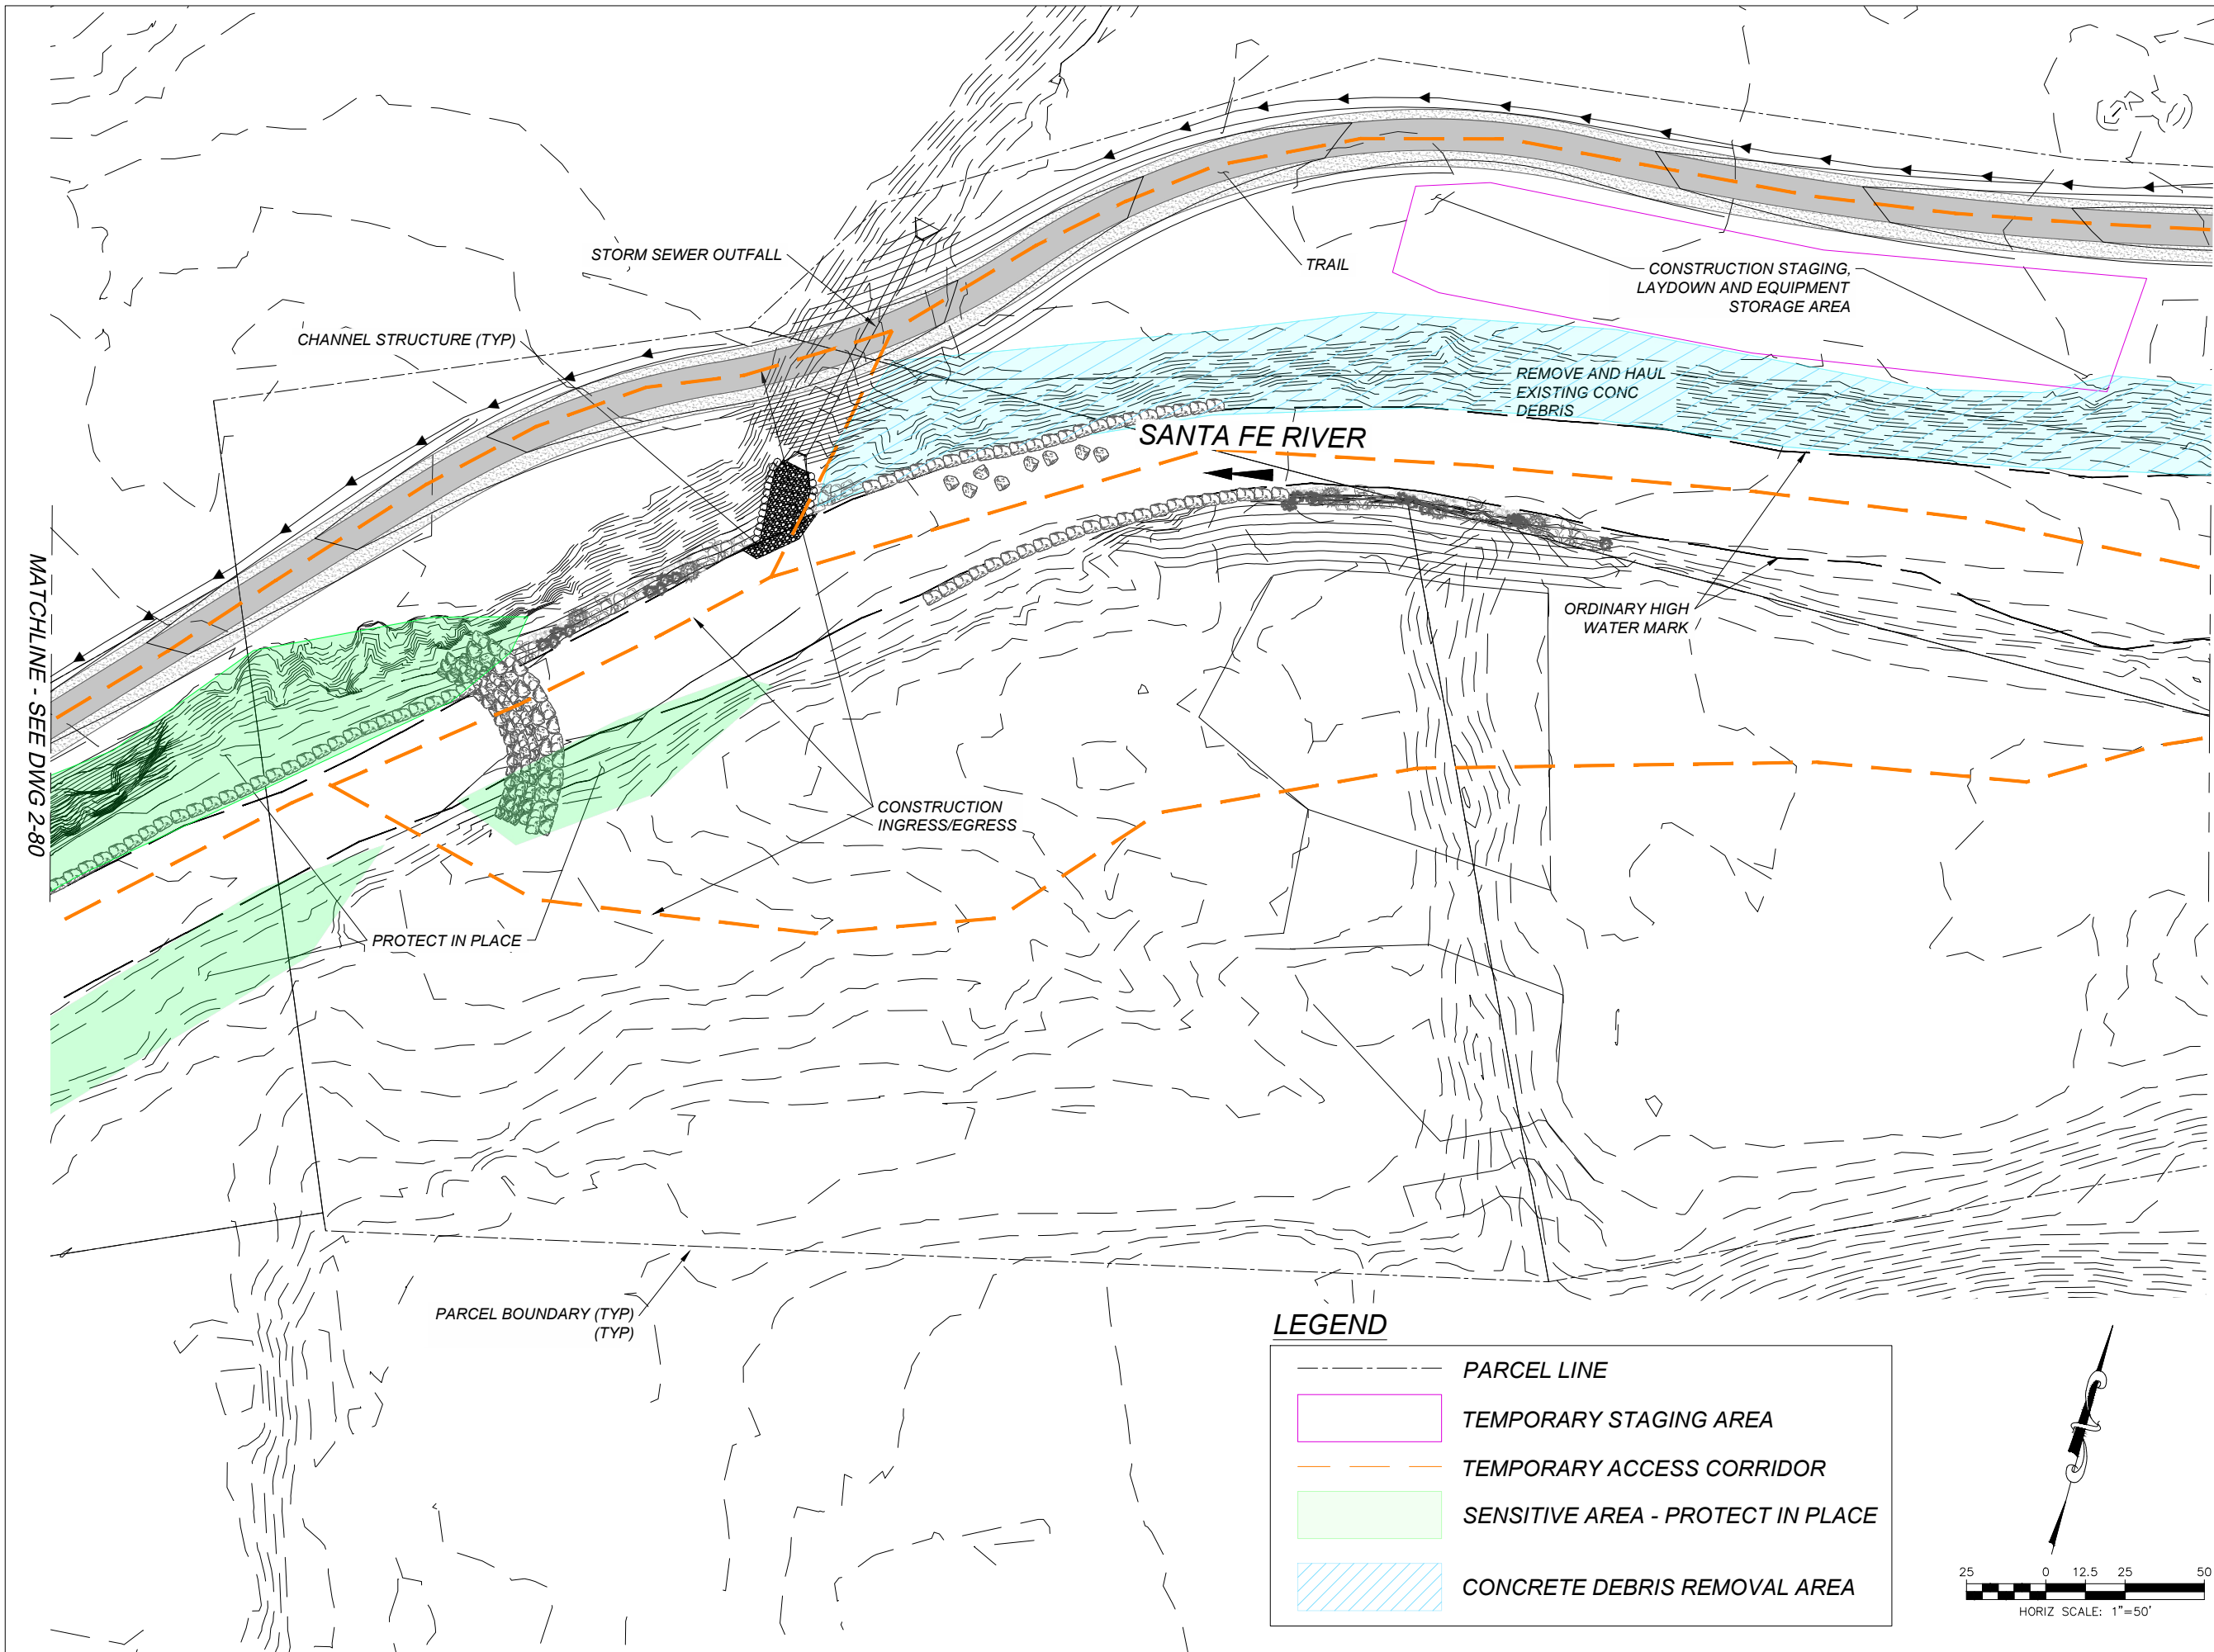 STORM SEWER OUTFALL
TRAIL
CONSTRUCTION STAGING,
LAYDOWN AND EQUIPMENT
STORAGE AREA
CHANNEL STRUCTURE (TYP)
REMOVE AND HAUL
EXISTING CONC
DEBRIS
SANTA FE RIVER
MATCHLINE - SEE DWG 2-80
ORDINARY HIGH
WATER MARK
CONSTRUCTION
INGRESS/EGRESS
PROTECT IN PLACE
PARCEL BOUNDARY (TYP)
(TYP)
LEGEND
PARCEL LINE
TEMPORARY STAGING AREA
TEMPORARY ACCESS CORRIDOR
SENSITIVE AREA - PROTECT IN PLACE
CONCRETE DEBRIS REMOVAL AREA
25 0 12.5 25 50
HORIZ SCALE: 1"=50'